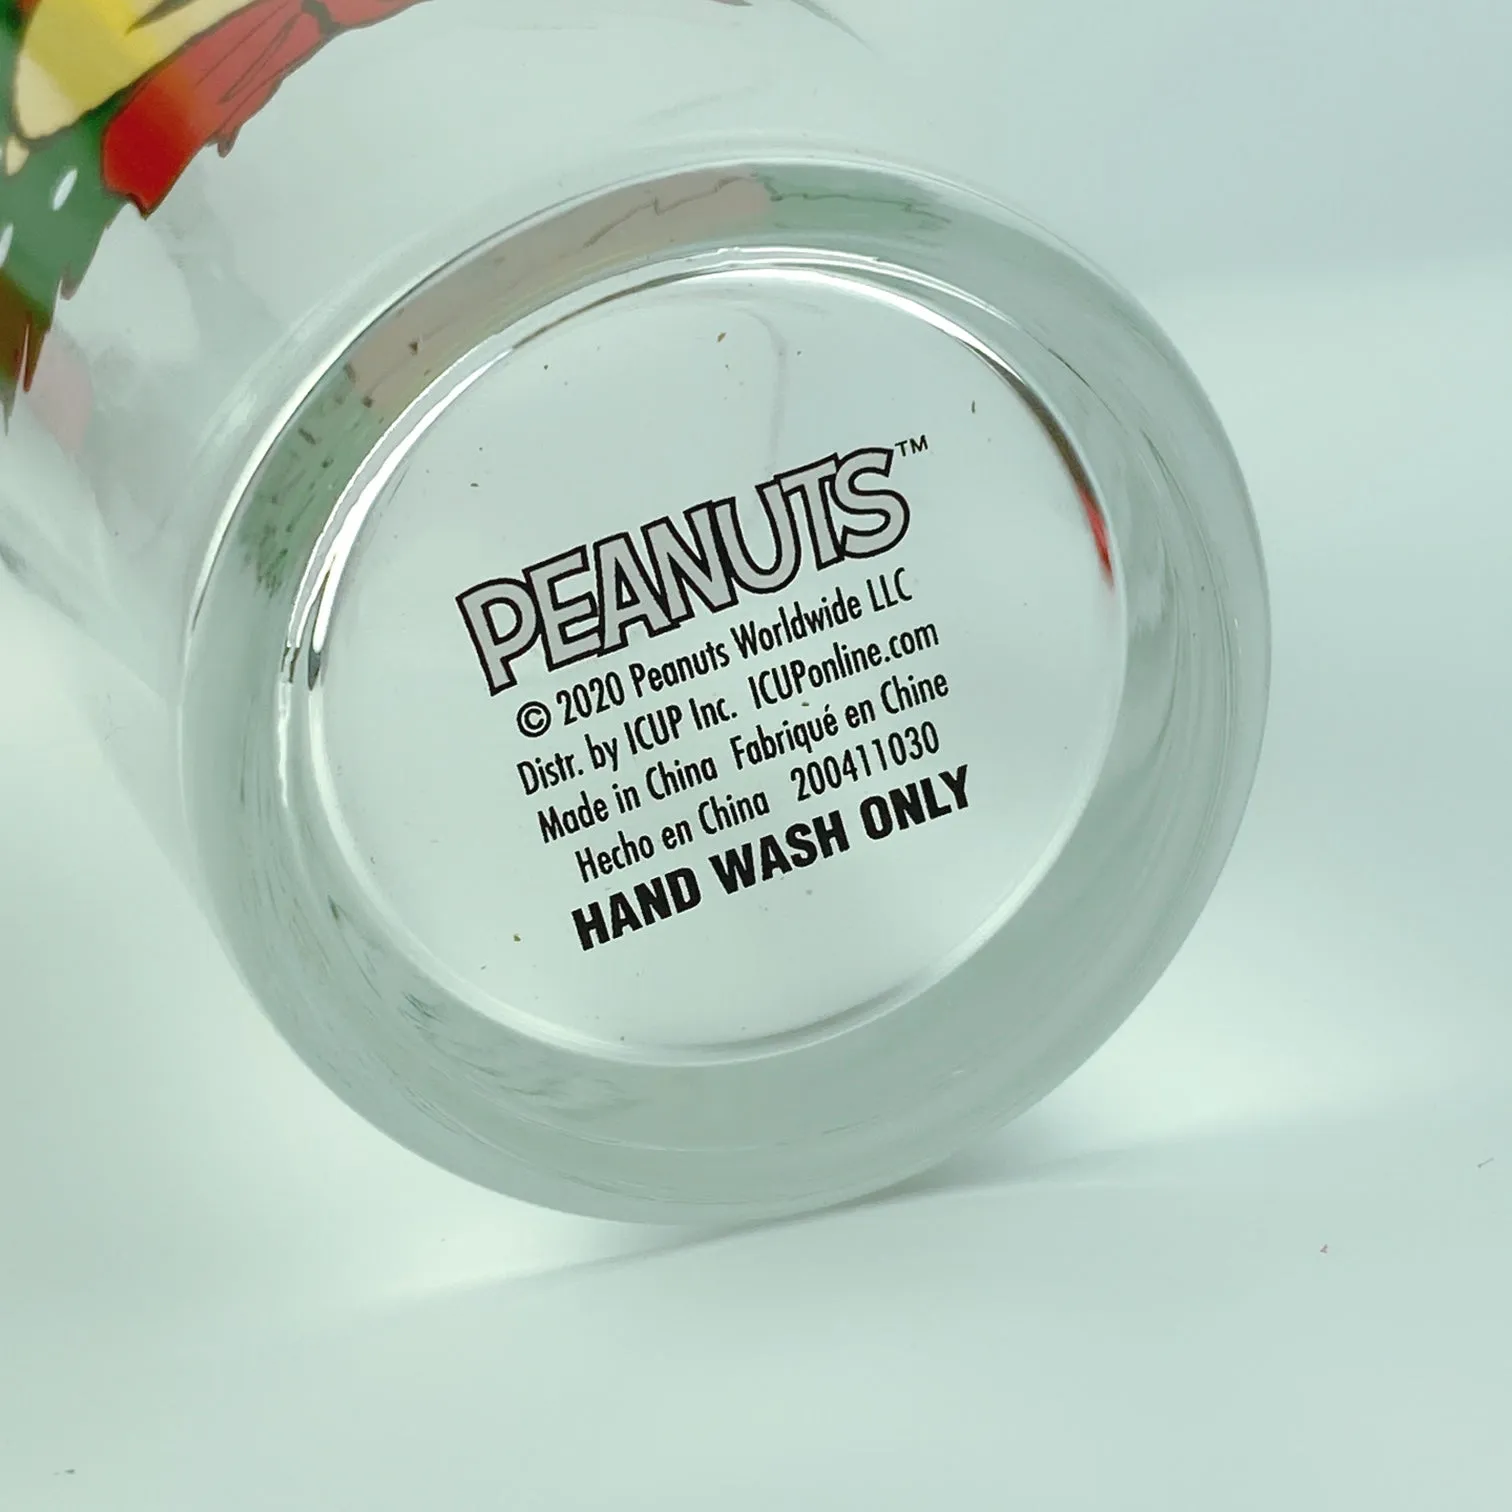 PEANUTS™
© 2020 Peanuts Worldwide LLC
Distr. by ICUP Inc. ICUPonline.com
Made in China Fabriqué en Chine
Hecho en China 200411030
HAND WASH ONLY